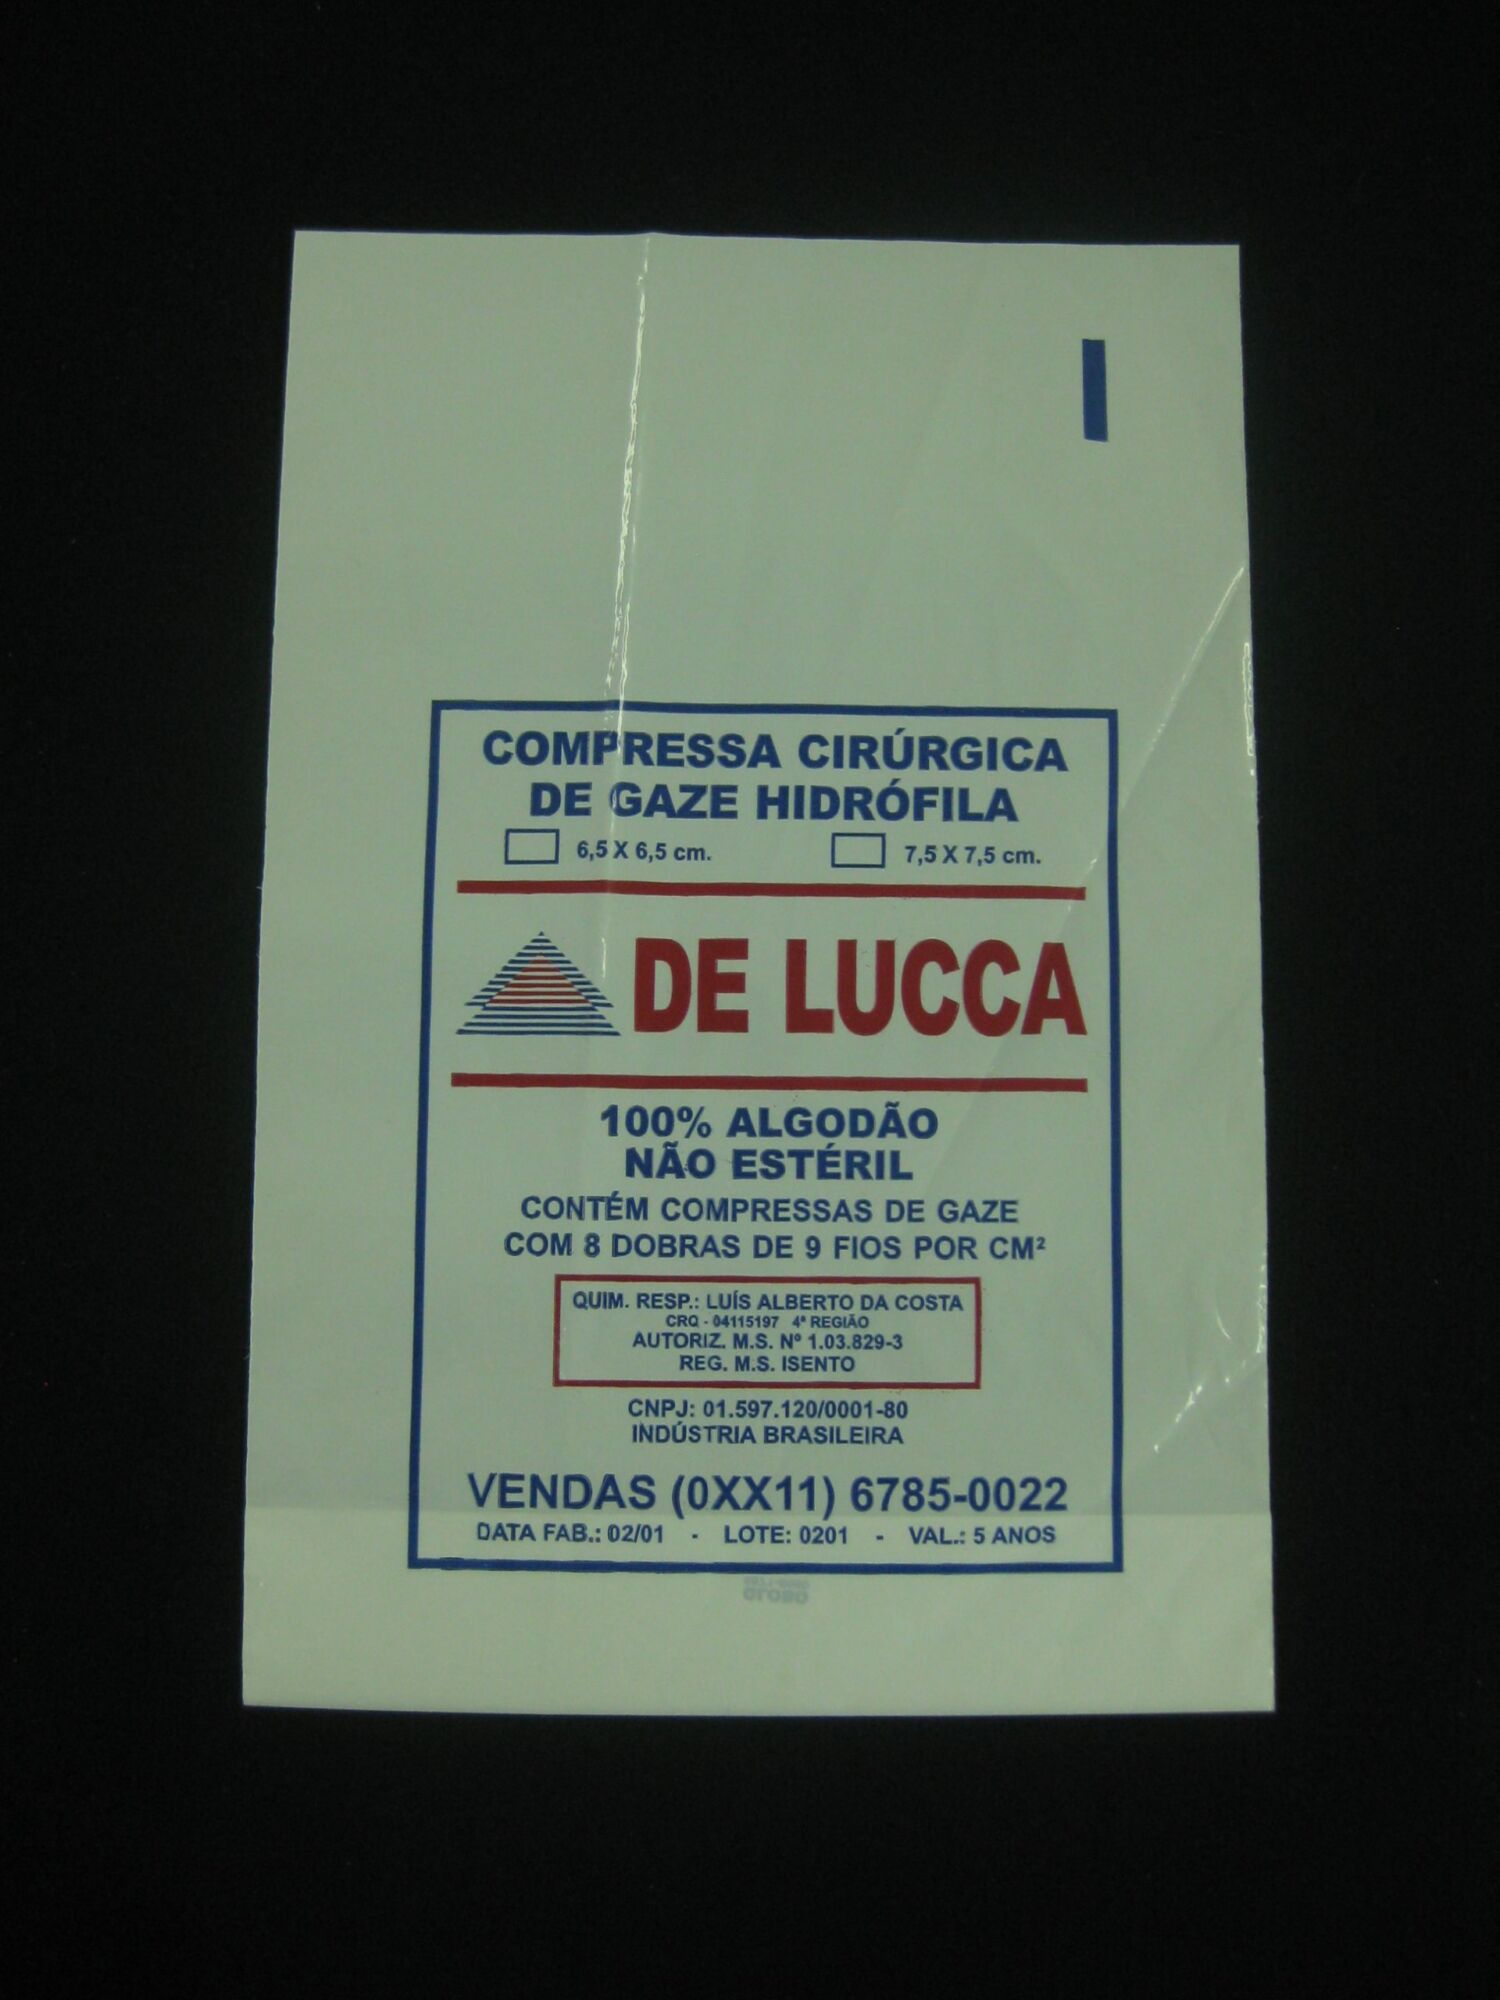 COMPRESSA CIRÚRGICA
DE GAZE HIDRÓFILA
6,5 X 6,5 cm. 7,5 X 7,5 cm.
DE LUCCA
100% ALGODÃO
NÃO ESTÉRIL
CONTÉM COMPRESSAS DE GAZE
COM 8 DOBRAS DE 9 FIOS POR CM²
QUIM. RESP.: LUÍS ALBERTO DA COSTA
CRQ - 04115197 4ª REGIÃO
AUTORIZ. M.S. Nº 1.03.829-3
REG. M.S. ISENTO
CNPJ: 01.597.120/0001-80
INDÚSTRIA BRASILEIRA
VENDAS (0XX11) 6785-0022
DATA FAB.: 02/01 - LOTE: 0201 - VAL.: 5 ANOS